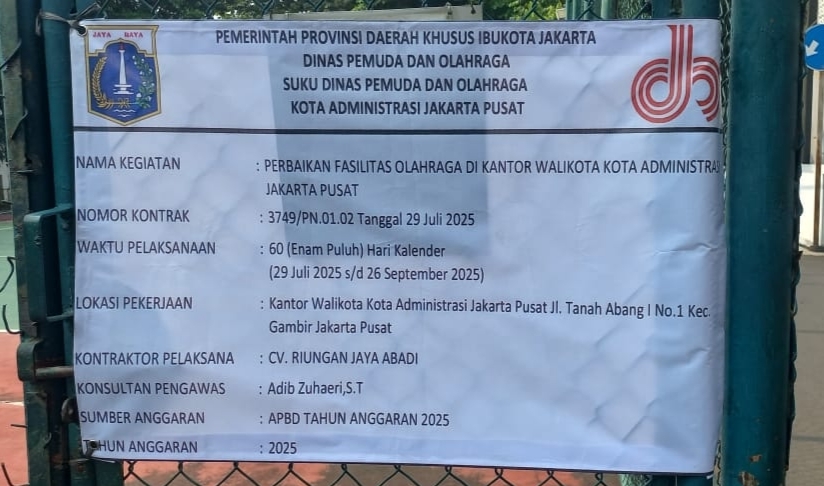 JAYA RAYA
PEMERINTAH PROVINSI DAERAH KHUSUS IBUKOTA JAKARTA
DINAS PEMUDA DAN OLAHRAGA
SUKU DINAS PEMUDA DAN OLAHRAGA
KOTA ADMINISTRASI JAKARTA PUSAT
NAMA KEGIATAN : PERBAIKAN FASILITAS OLAHRAGA DI KANTOR WALIKOTA KOTA ADMINISTRA
JAKARTA PUSAT
NOMOR KONTRAK : 3749/PN.01.02 Tanggal 29 Juli 2025
WAKTU PELAKSANAAN : 60 (Enam Puluh) Hari Kalender
(29 Juli 2025 s/d 26 September 2025)
LOKASI PEKERJAAN : Kantor Walikota Kota Administrasi Jakarta Pusat Jl. Tanah Abang I No.1 Kec.
Gambir Jakarta Pusat
KONTRAKTOR PELAKSANA : CV. RIUNGAN JAYA ABADI
KONSULTAN PENGAWAS : Adib Zuhaeri,S.T
SUMBER ANGGARAN : APBD TAHUN ANGGARAN 2025
TAHUN ANGGARAN : 2025